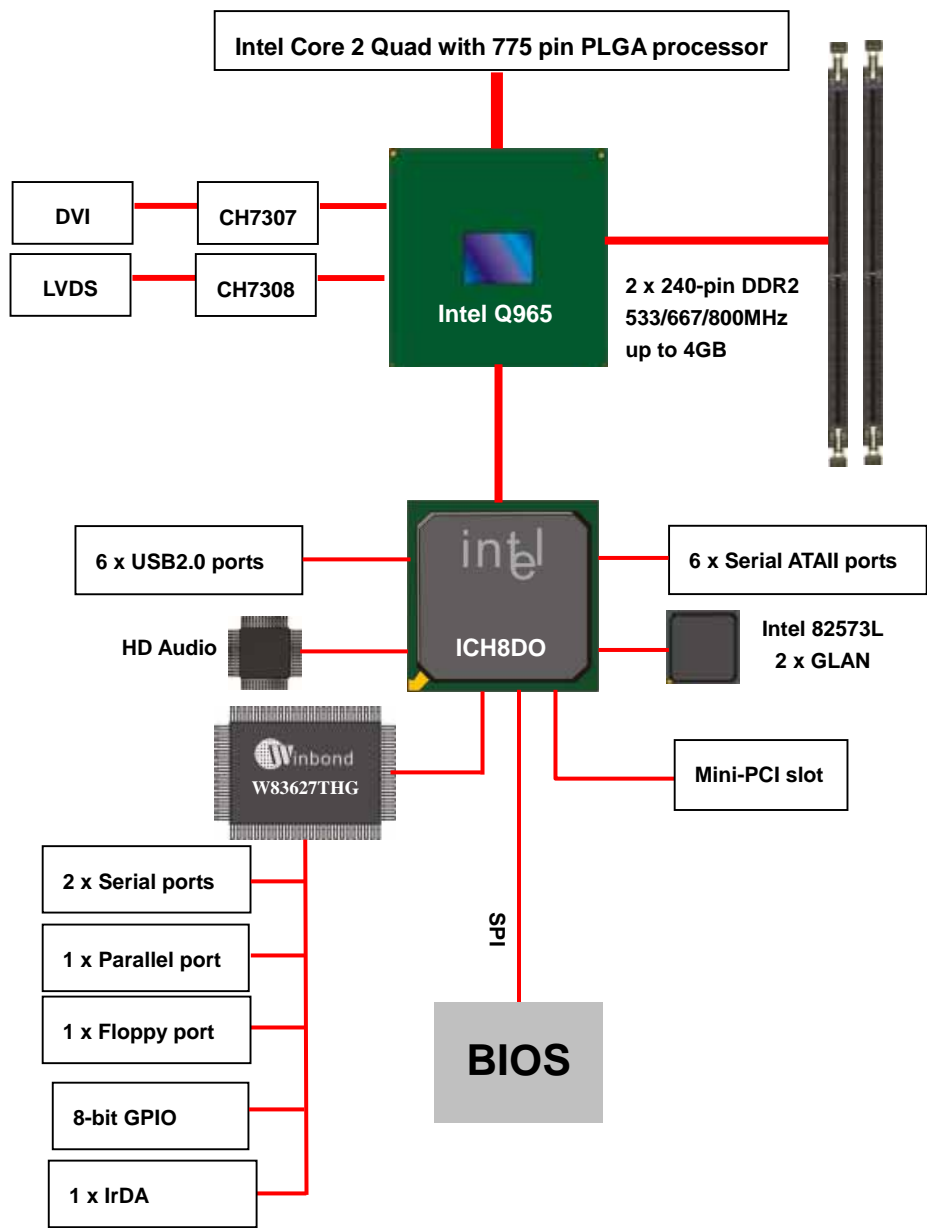 Intel Core 2 Quad with 775 pin PLGA processor
DVI
CH7307
LVDS
CH7308
Intel Q965
2 x 240-pin DDR2
533/667/800MHz
up to 4GB
intel
6 x USB2.0 ports
6 x Serial ATAII ports
HD Audio
ICH8DO
Intel 82573L
2 x GLAN
Winbond
W83627THG
Mini-PCI slot
2 x Serial ports
SPI
1 x Parallel port
1 x Floppy port
BIOS
8-bit GPIO
1 x IrDA